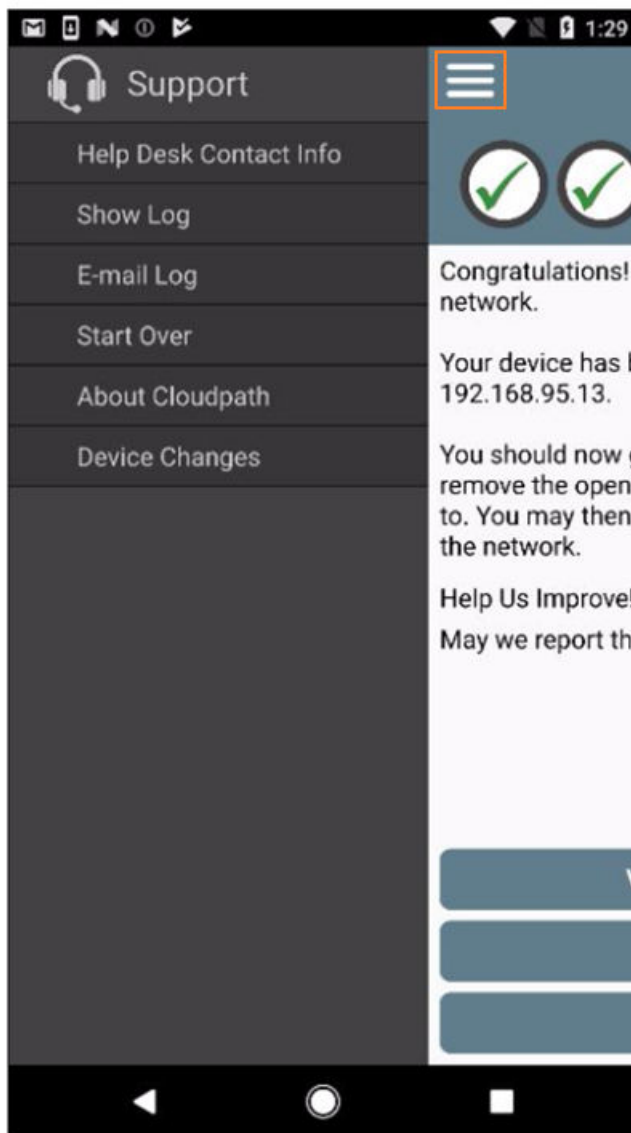 1:29
Support
Help Desk Contact Info
Show Log
E-mail Log
Start Over
About Cloudpath
Device Changes
Congratulations!
network.
Your device has
192.168.95.13.
You should now
remove the open
to. You may then
the network.
Help Us Improve!
May we report